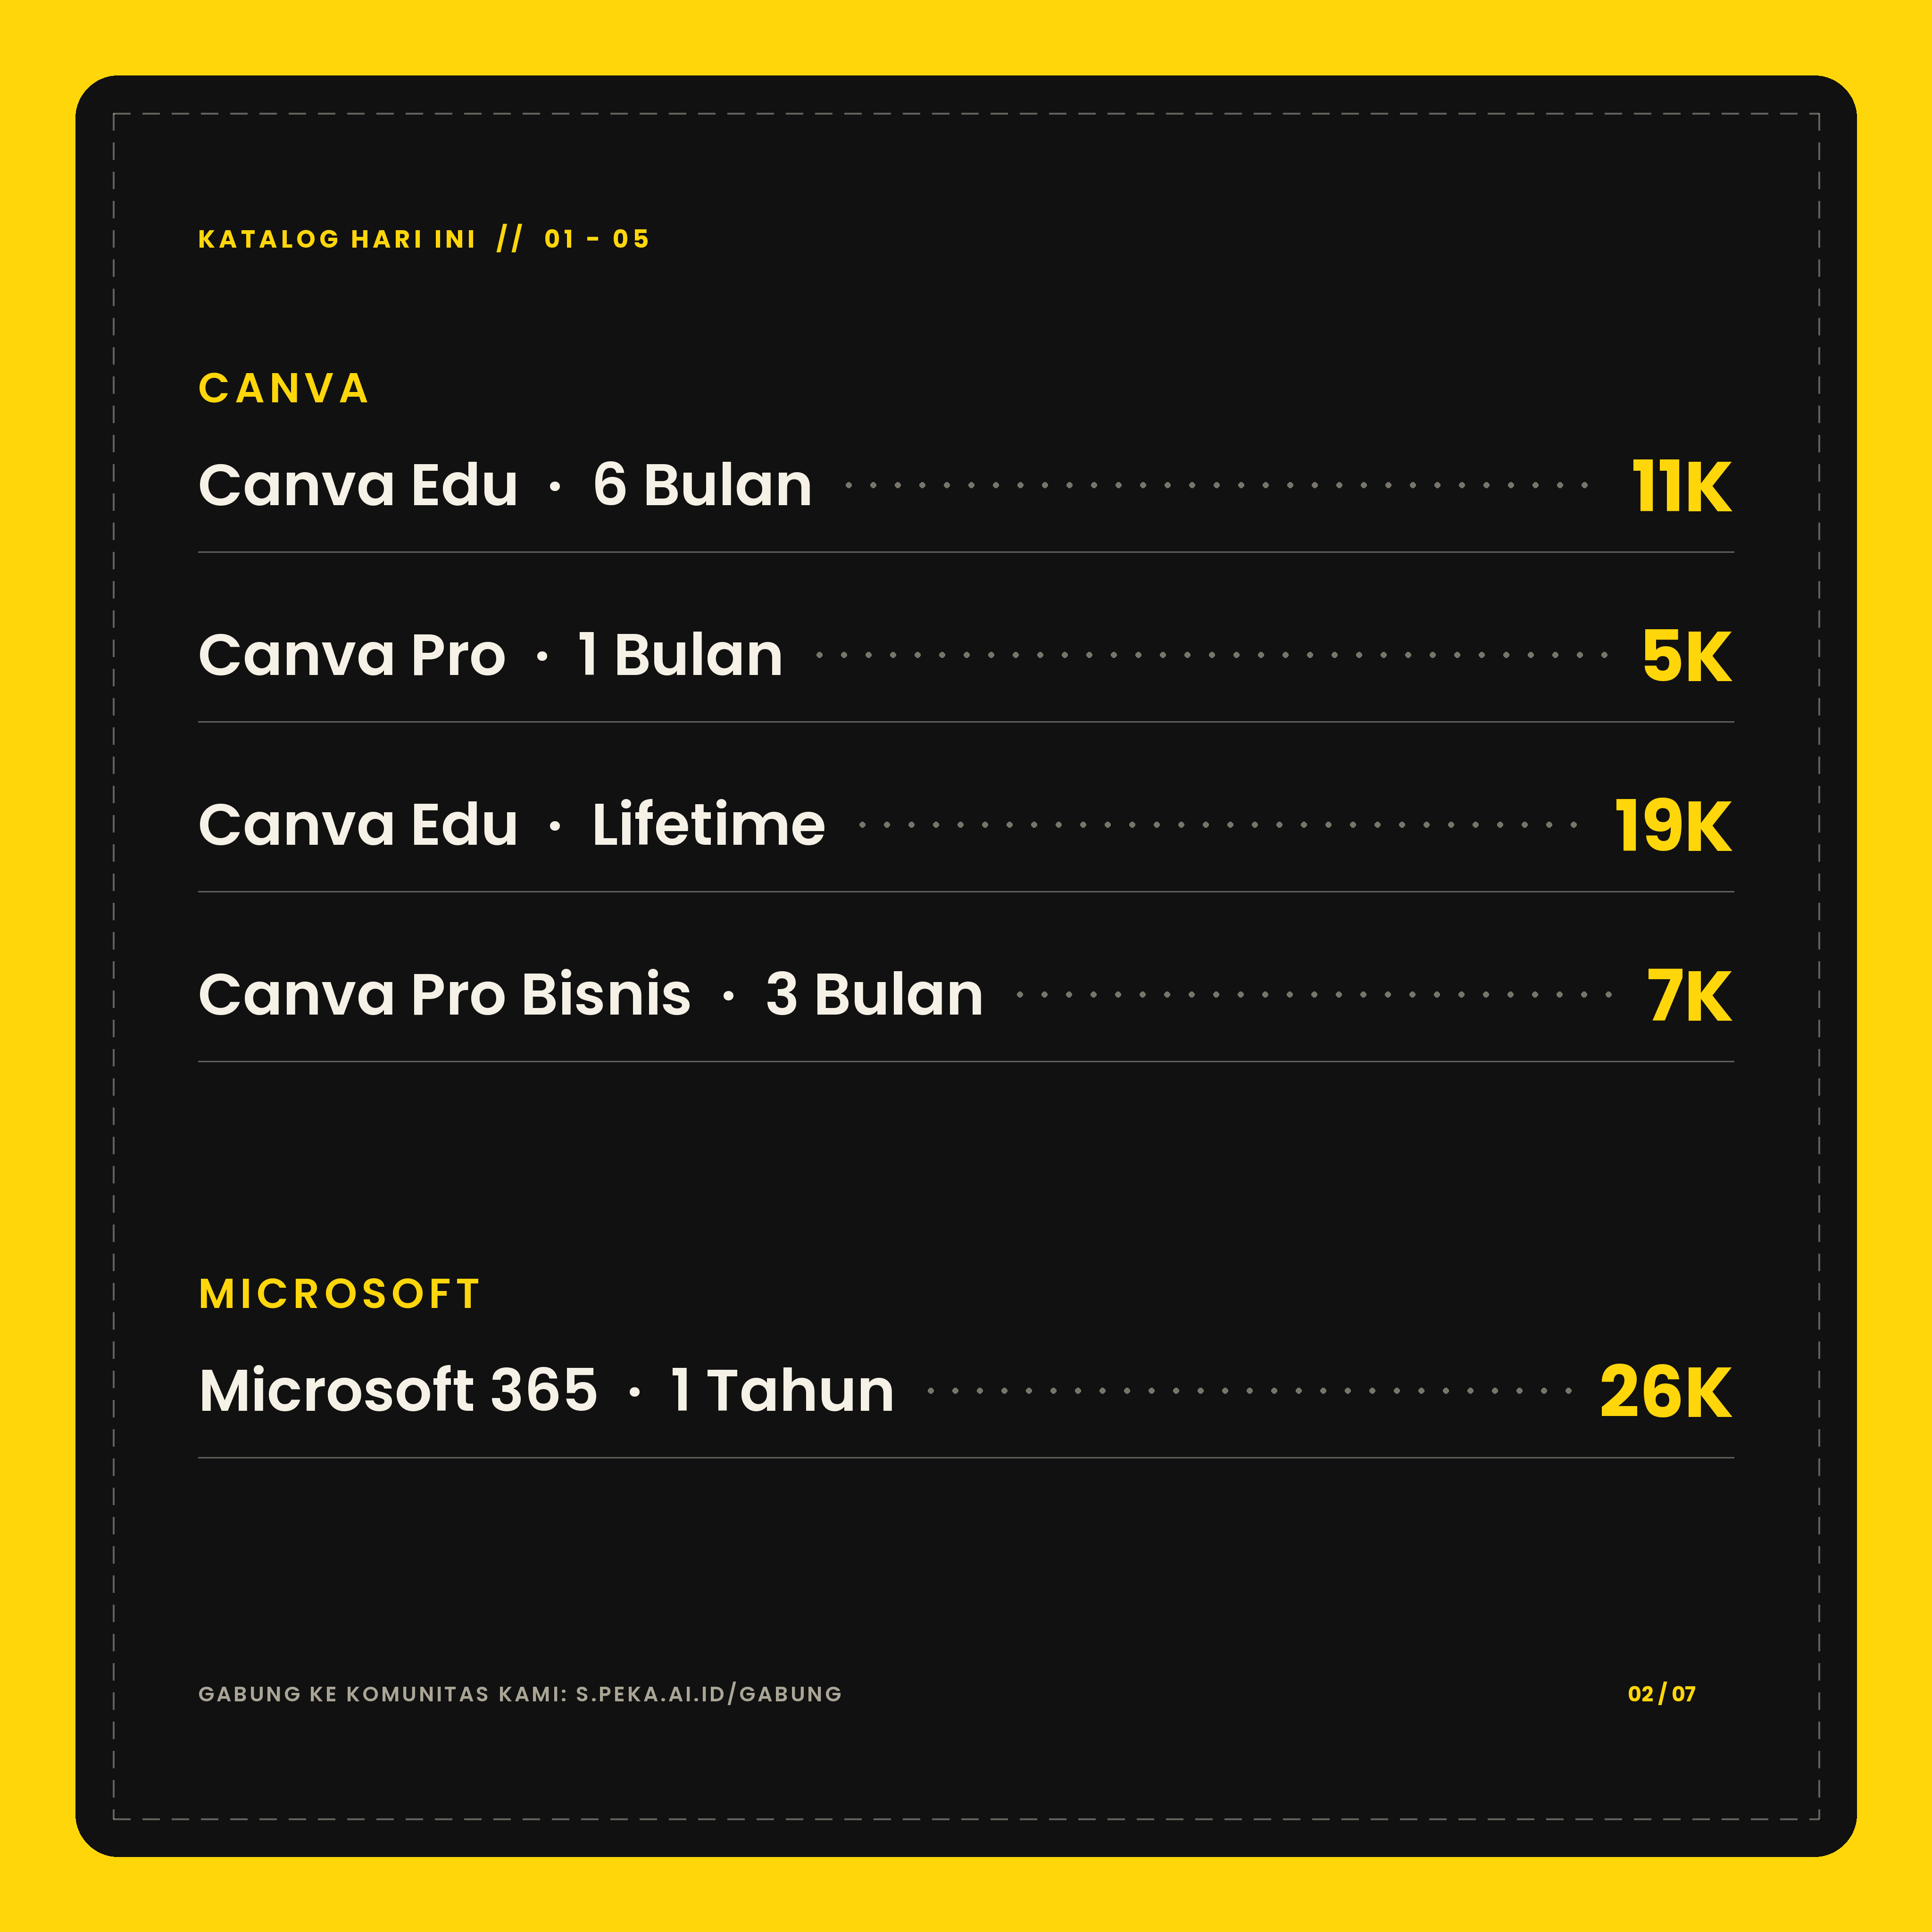 KATALOG HARI INI // 01 - 05
CANVA
Canva Edu · 6 Bulan 11K
Canva Pro · 1 Bulan 5K
Canva Edu · Lifetime 19K
Canva Pro Bisnis · 3 Bulan 7K
MICROSOFT
Microsoft 365 · 1 Tahun 26K
GABUNG KE KOMUNITAS KAMI: S.PEKA.AI.ID/GABUNG 02 / 07